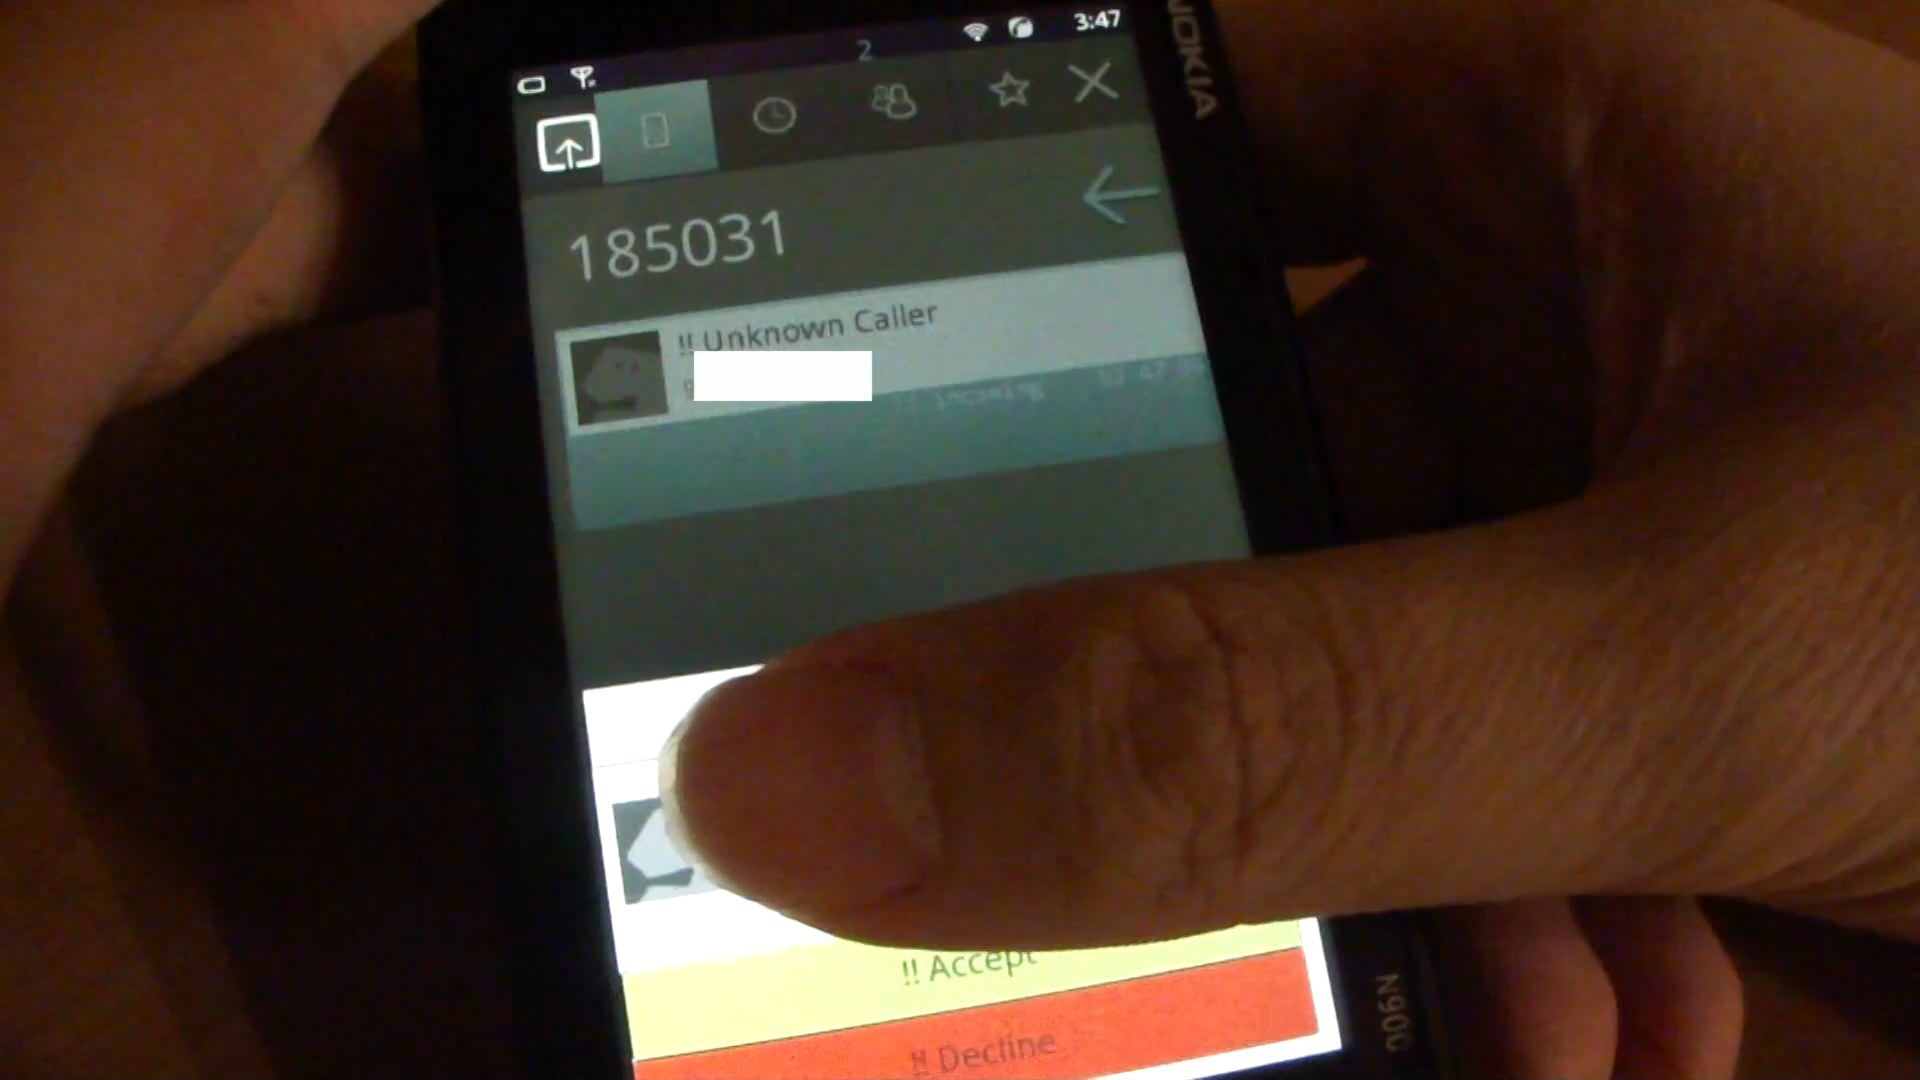 3:47
NOKIA
2
185031
!! Unknown Caller
!! Accept
!! Decline
N900